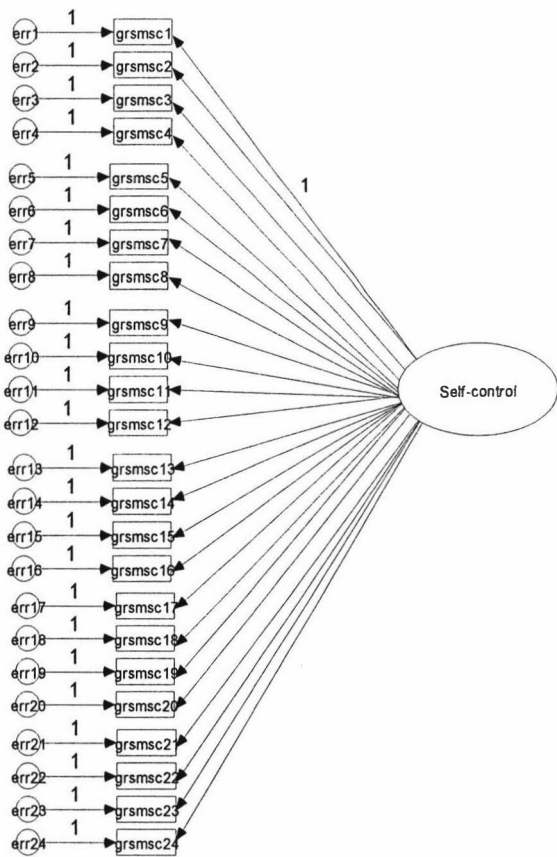 err1 1 grsmsc1
err2 1 grsmsc2
err3 1 grsmsc3
err4 1 grsmsc4
err5 1 grsmsc5
1
err6 1 grsmsc6
err7 1 grsmsc7
err8 1 grsmsc8
err9 1 grsmsc9
err10 1 grsmsc10
err11 1 grsmsc11
Self-control
err12 1 grsmsc12
err13 1 grsmsc13
err14 1 grsmsc14
err15 1 grsmsc15
err16 1 grsmsc16
err17 1 grsmsc17
err18 1 grsmsc18
err19 1 grsmsc19
err20 1 grsmsc20
err21 1 grsmsc21
err22 1 grsmsc22
err23 1 grsmsc23
err24 1 grsmsc24